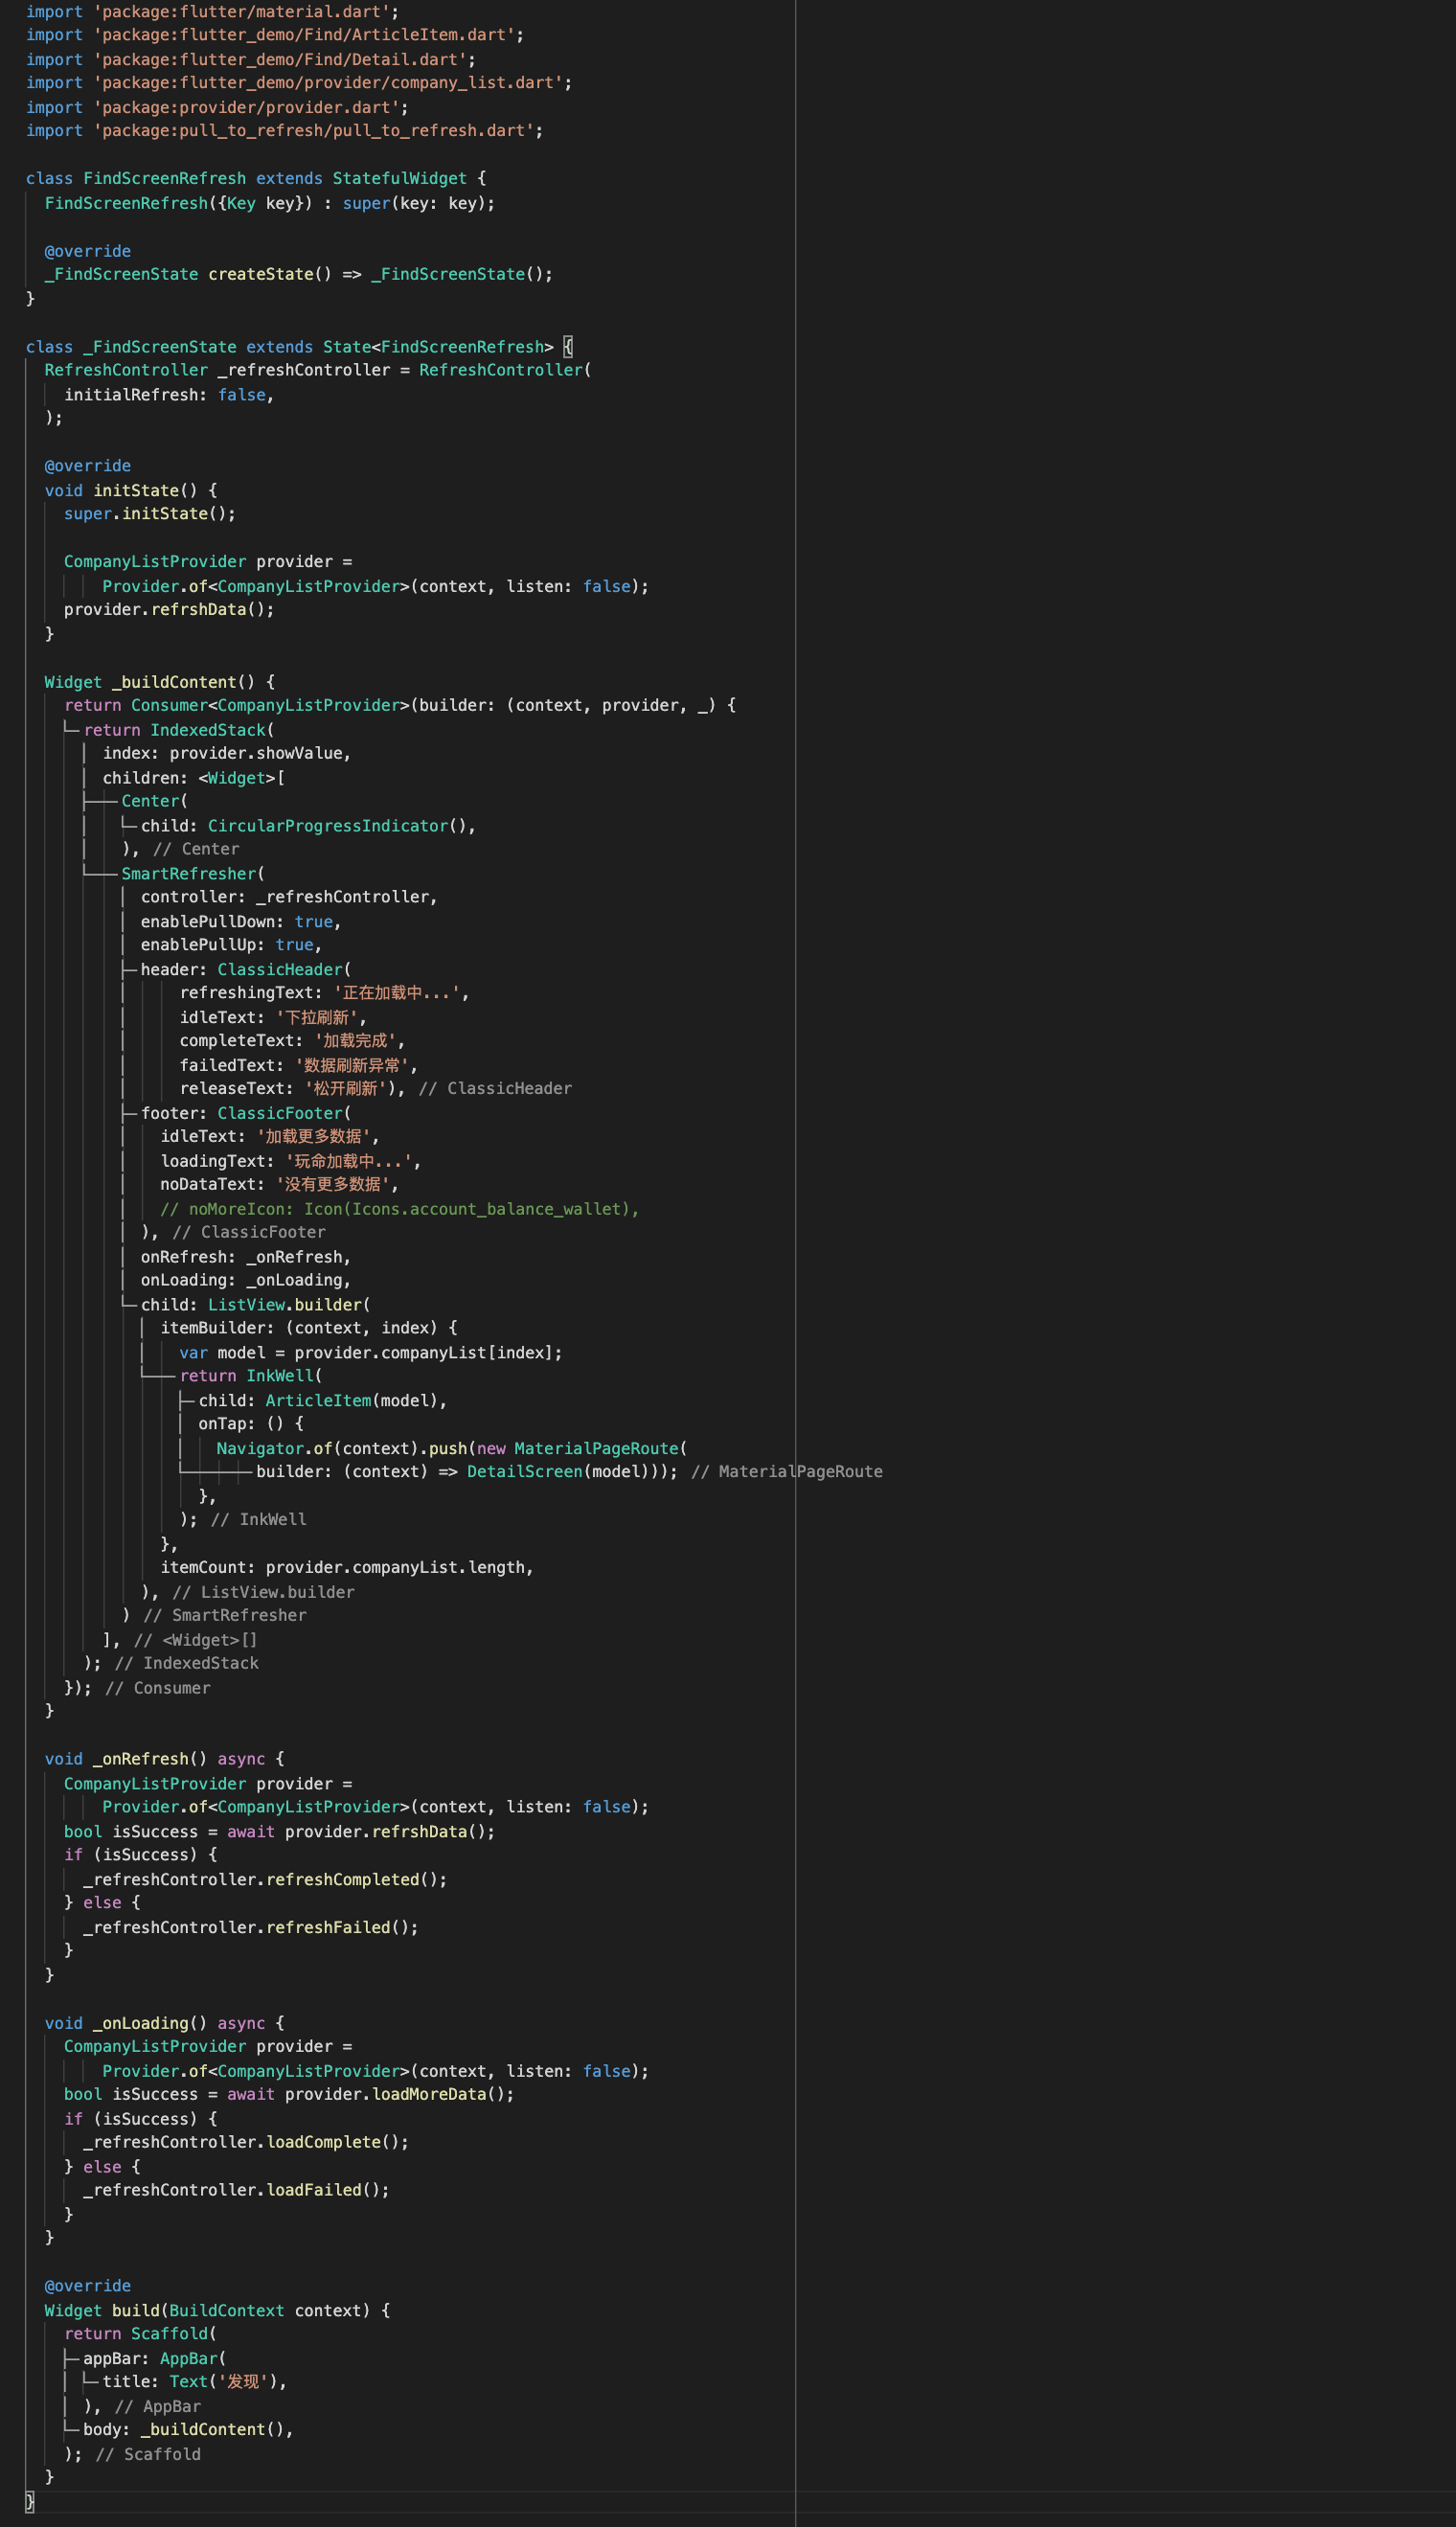 import 'package:flutter/material.dart';
import 'package:flutter_demo/Find/ArticleItem.dart';
import 'package:flutter_demo/Find/Detail.dart';
import 'package:flutter_demo/provider/company_list.dart';
import 'package:provider/provider.dart';
import 'package:pull_to_refresh/pull_to_refresh.dart';

class FindScreenRefresh extends StatefulWidget {
  FindScreenRefresh({Key key}) : super(key: key);

  @override
  _FindScreenState createState() => _FindScreenState();
}

class _FindScreenState extends State<FindScreenRefresh> {
  RefreshController _refreshController = RefreshController(
    initialRefresh: false,
  );

  @override
  void initState() {
    super.initState();

    CompanyListProvider provider =
        Provider.of<CompanyListProvider>(context, listen: false);
    provider.refrshData();
  }

  Widget _buildContent() {
    return Consumer<CompanyListProvider>(builder: (context, provider, _) {
      return IndexedStack(
        index: provider.showValue,
        children: <Widget>[
          Center(
            child: CircularProgressIndicator(),
          ), // Center
          SmartRefresher(
            controller: _refreshController,
            enablePullDown: true,
            enablePullUp: true,
            header: ClassicHeader(
                refreshingText: '正在加载中...',
                idleText: '下拉刷新',
                completeText: '加载完成',
                failedText: '数据刷新异常',
                releaseText: '松开刷新'), // ClassicHeader
            footer: ClassicFooter(
              idleText: '加载更多数据',
              loadingText: '玩命加载中...',
              noDataText: '没有更多数据',
              // noMoreIcon: Icon(Icons.account_balance_wallet),
            ), // ClassicFooter
            onRefresh: _onRefresh,
            onLoading: _onLoading,
            child: ListView.builder(
              itemBuilder: (context, index) {
                var model = provider.companyList[index];
                return InkWell(
                  child: ArticleItem(model),
                  onTap: () {
                    Navigator.of(context).push(new MaterialPageRoute(
                        builder: (context) => DetailScreen(model))); // MaterialPageRoute
                  },
                ); // InkWell
              },
              itemCount: provider.companyList.length,
            ), // ListView.builder
          ) // SmartRefresher
        ], // <Widget>[]
      ); // IndexedStack
    }); // Consumer
  }

  void _onRefresh() async {
    CompanyListProvider provider =
        Provider.of<CompanyListProvider>(context, listen: false);
    bool isSuccess = await provider.refrshData();
    if (isSuccess) {
      _refreshController.refreshCompleted();
    } else {
      _refreshController.refreshFailed();
    }
  }

  void _onLoading() async {
    CompanyListProvider provider =
        Provider.of<CompanyListProvider>(context, listen: false);
    bool isSuccess = await provider.loadMoreData();
    if (isSuccess) {
      _refreshController.loadComplete();
    } else {
      _refreshController.loadFailed();
    }
  }

  @override
  Widget build(BuildContext context) {
    return Scaffold(
      appBar: AppBar(
        title: Text('发现'),
      ), // AppBar
      body: _buildContent(),
    ); // Scaffold
  }
}